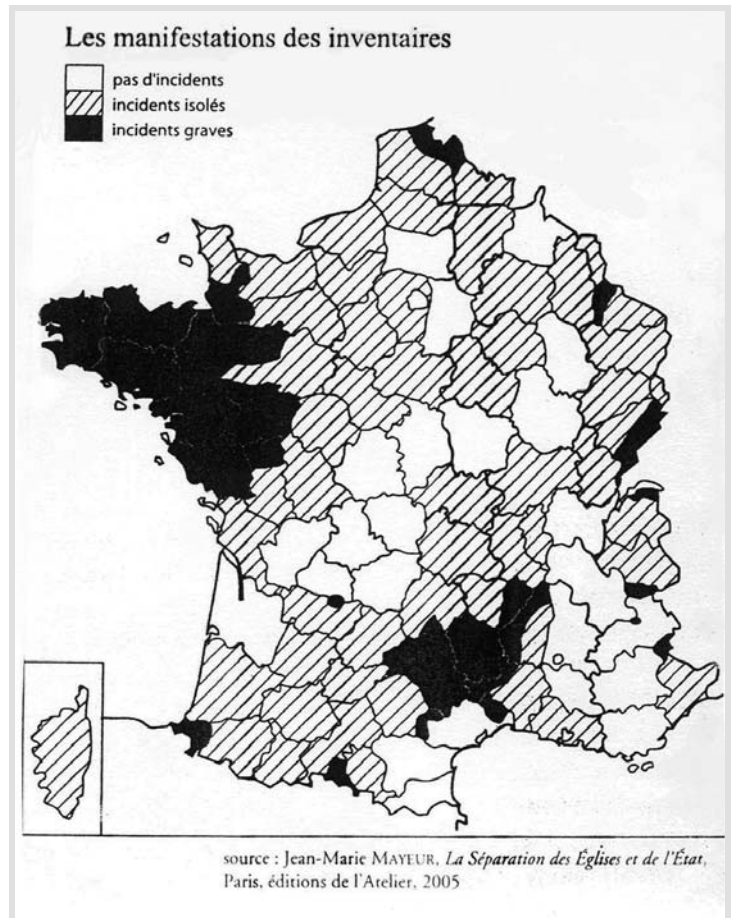 Les manifestations des inventaires
pas d'incidents
incidents isolés
incidents graves
source : Jean-Marie MAYEUR, La Séparation des Églises et de l'État,
Paris, éditions de l'Atelier, 2005